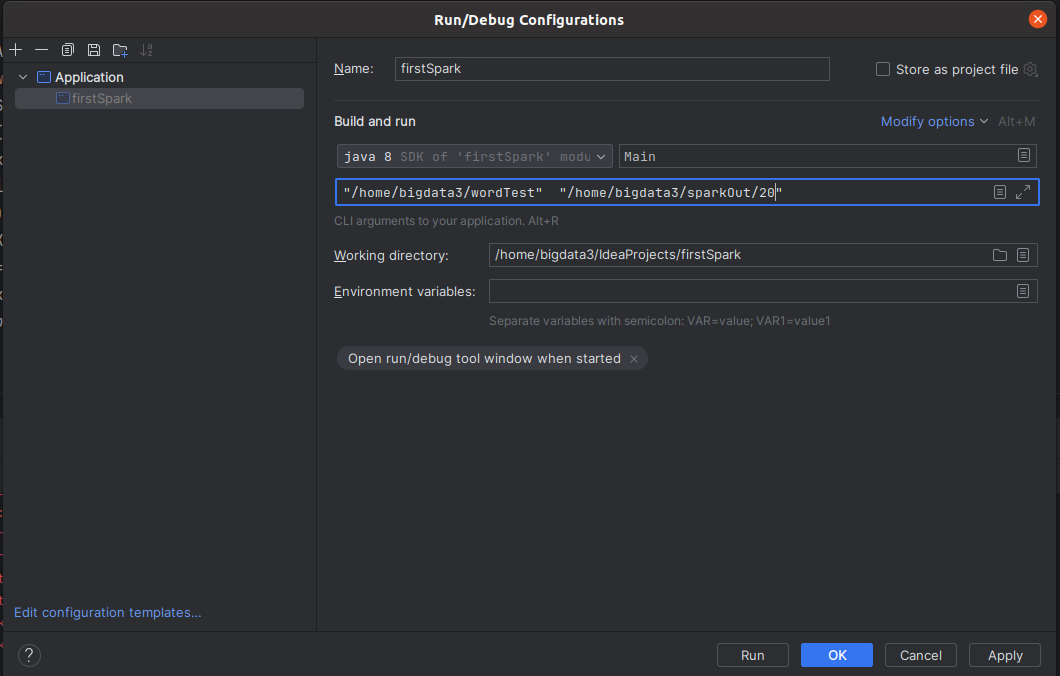 Run/Debug Configurations
Application
firstSpark
Name: firstSpark
Store as project file
Build and run
Modify options Alt+M
java 8 SDK of 'firstSpark' modu
Main
"/home/bigdata3/wordTest"  "/home/bigdata3/sparkOut/20"
CLI arguments to your application. Alt+R
Working directory: /home/bigdata3/IdeaProjects/firstSpark
Environment variables:
Separate variables with semicolon: VAR=value; VAR1=value1
Open run/debug tool window when started
Edit configuration templates...
? Run OK Cancel Apply